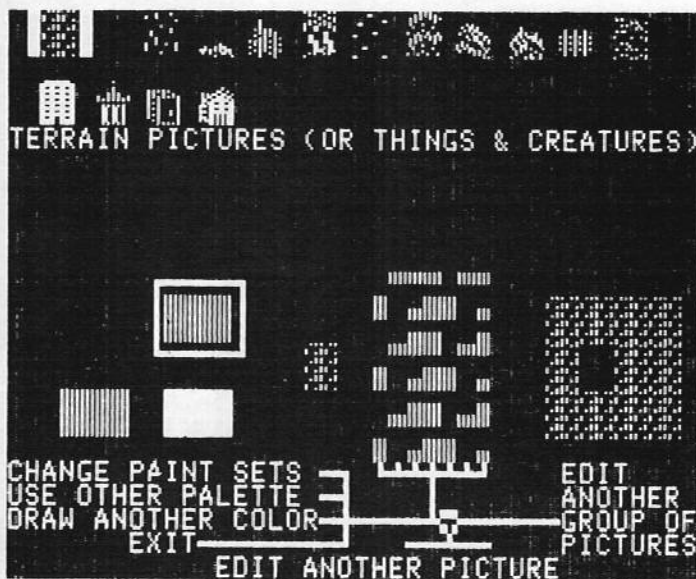 TERRAIN PICTURES (OR THINGS & CREATURES)
CHANGE PAINT SETS
USE OTHER PALETTE
DRAW ANOTHER COLOR
EXIT
EDIT ANOTHER PICTURE
EDIT
ANOTHER
GROUP OF
PICTURES